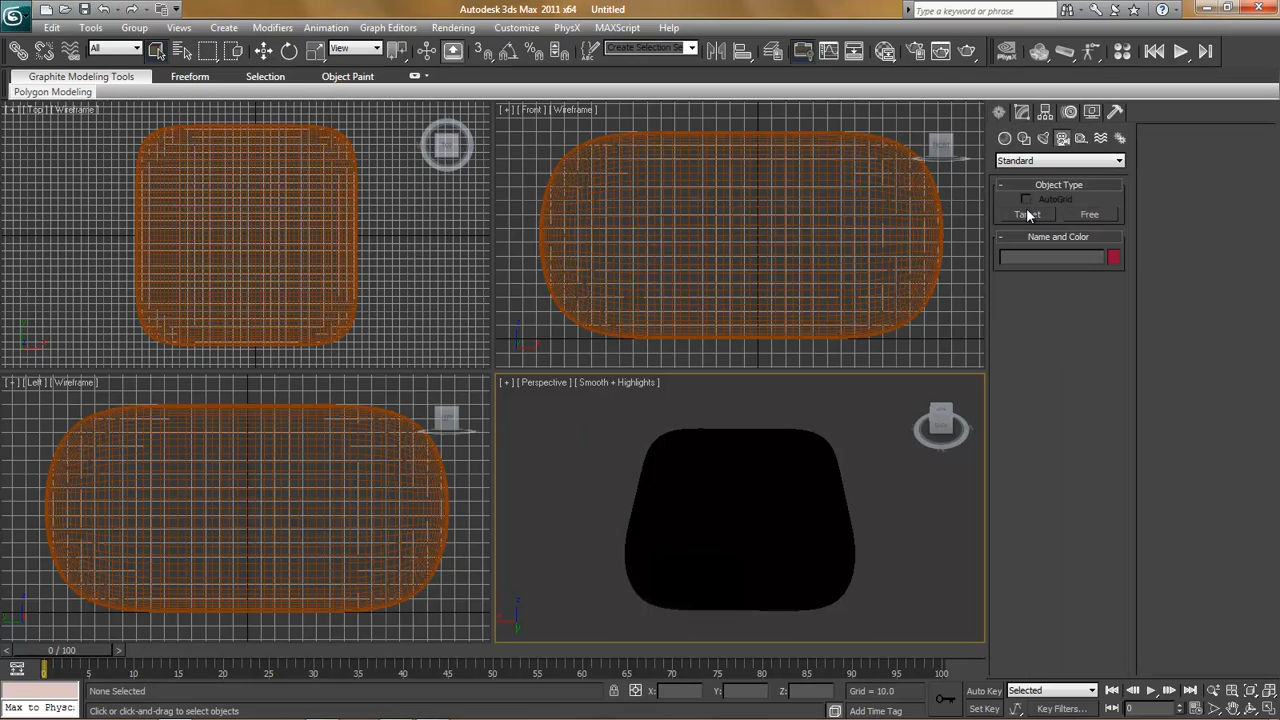 Autodesk 3ds Max 2011 x64 Untitled
Type a keyword or phrase
Edit Tools Group Views Create Modifiers Animation Graph Editors Rendering Customize PhysX MAXScript Help
All View Create Selection Se
Graphite Modeling Tools Freeform Selection Object Paint
Polygon Modeling
[ + ] [ Top ] [ Wireframe ]
[ + ] [ Front ] [ Wireframe ]
Standard
Object Type
AutoGrid
Target Free
Name and Color
[ + ] [ Left ] [ Wireframe ]
[ + ] [ Perspective ] [ Smooth + Highlights ]
< 0 / 100 >
0 5 10 15 20 25 30 35 40 45 50 55 60 65 70 75 80 85 90 95 100
None Selected X: Y: Z: Grid = 10.0 Auto Key Selected
Max to Physc Click or click-and-drag to select objects Add Time Tag Set Key Key Filters... 0